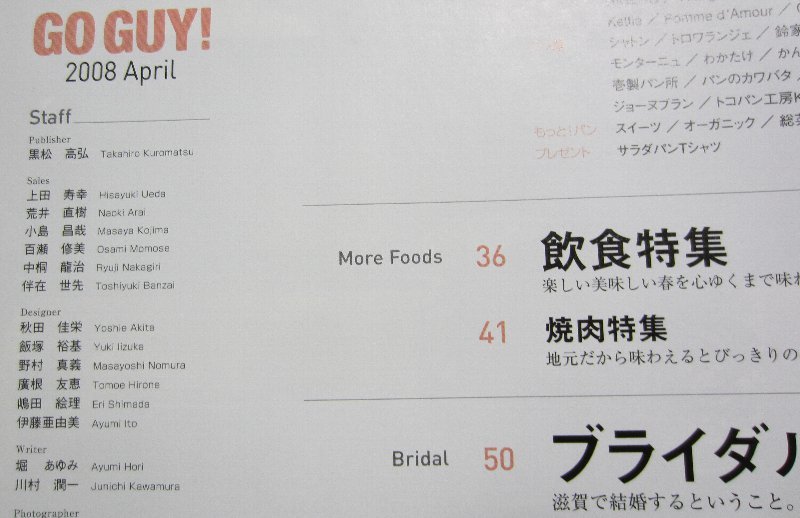 GO GUY!
2008 April
Staff
Publisher
黒松 高弘 Takahiro Kuromatsu
Sales
上田 寿幸 Hisayuki Ueda
荒井 直樹 Naoki Arai
小島 昌哉 Masaya Kojima
百瀬 修美 Osami Momose
中桐 龍治 Ryuji Nakagiri
伴在 世先 Toshiyuki Banzai
Designer
秋田 佳栄 Yoshie Akita
飯塚 裕基 Yuki Iizuka
野村 真義 Masayoshi Nomura
廣根 友恵 Tomoe Hirone
嶋田 絵理 Eri Shimada
伊藤亜由美 Ayumi Ito
Writer
堀 あゆみ Ayumi Hori
川村 潤一 Junichi Kawamura
Photographer
Kettle / Pomme d'Amour /
シャトン / トロワランジェ / 鈴家
モンターニュ / わかたけ / かん
壱製パン所 / パンのカワバタ
ジョーヌブラン / トコパン工房K
もっと!パン スイーツ / オーガニック / 総菜
プレゼント サラダパンTシャツ
More Foods 36 飲食特集
楽しい美味しい春を心ゆくまで味わ
41 焼肉特集
地元だから味わえるとびっきりの
Bridal 50 ブライダル
滋賀で結婚するということ。